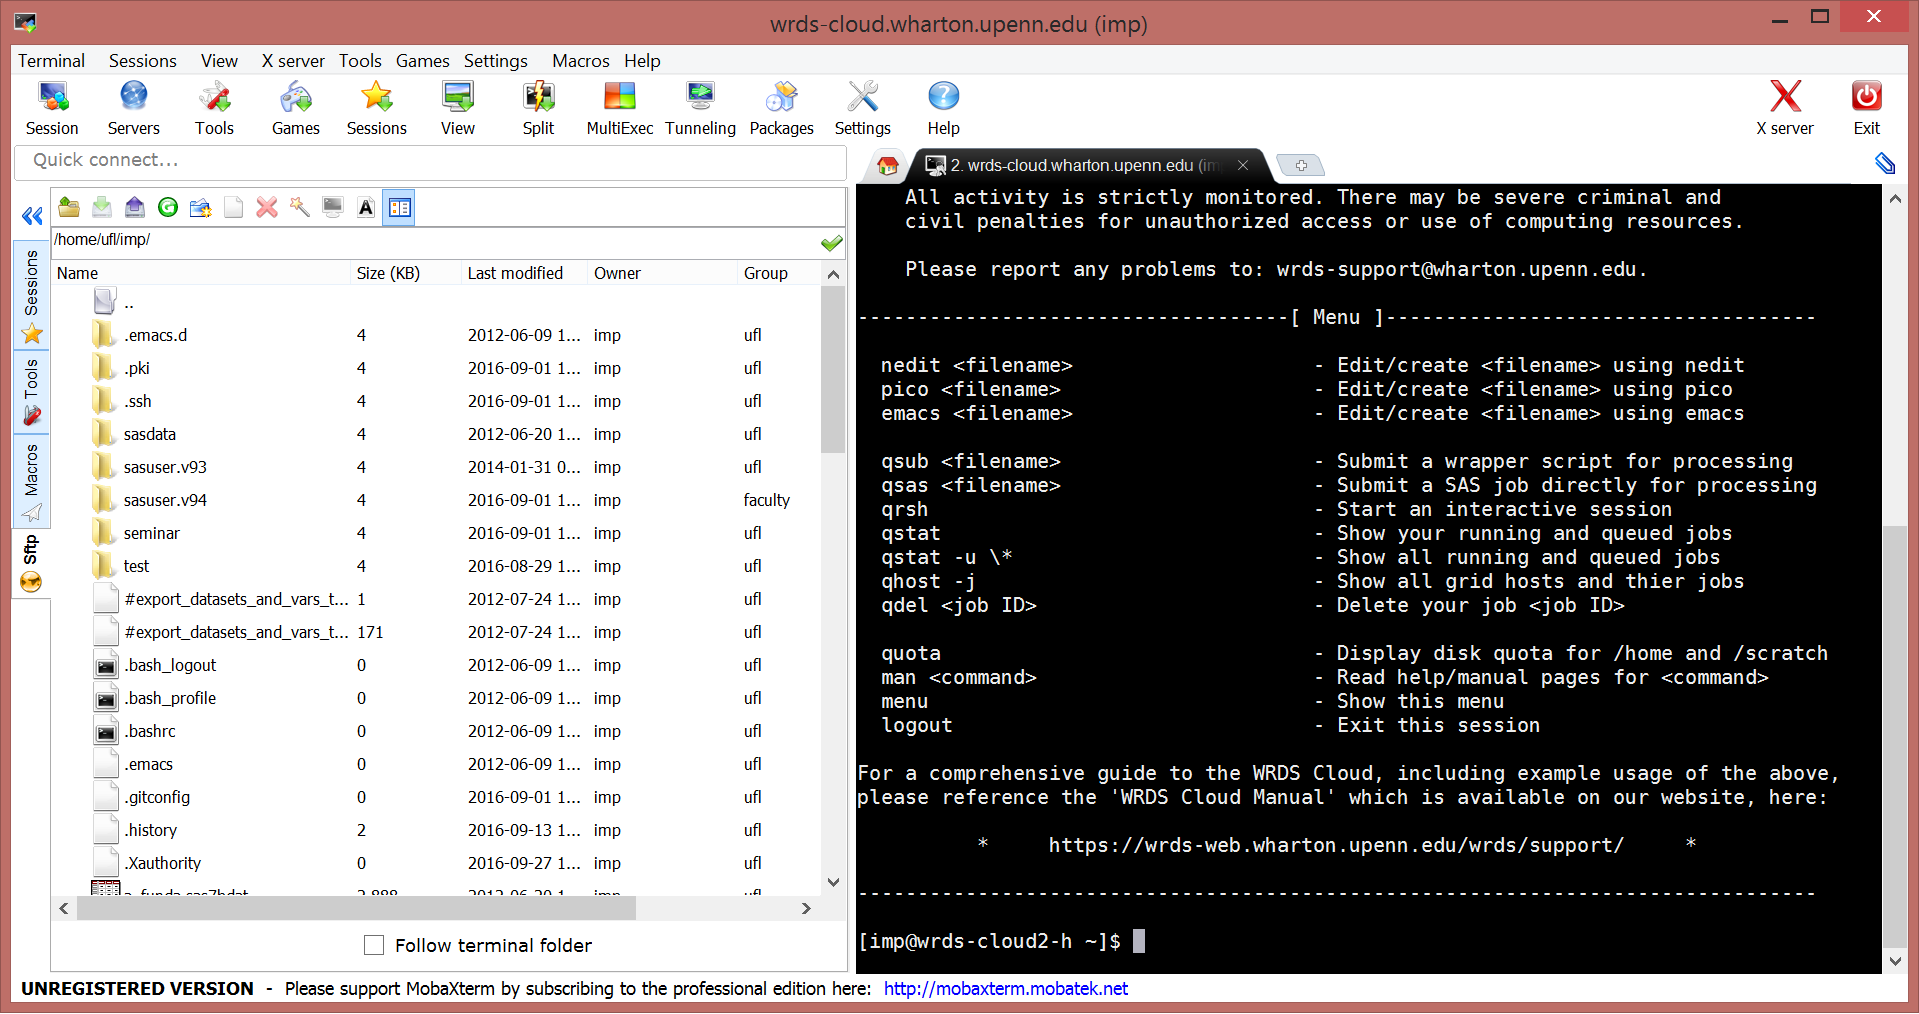 wrds-cloud.wharton.upenn.edu (imp)
Terminal Sessions View X server Tools Games Settings Macros Help
Session Servers Tools Games Sessions View Split MultiExec Tunneling Packages Settings Help X server Exit
Quick connect...
2. wrds-cloud.wharton.upenn.edu (im
/home/ufl/imp/
Name Size (KB) Last modified Owner Group
..
.emacs.d 4 2012-06-09 1... imp ufl
.pki 4 2016-09-01 1... imp ufl
.ssh 4 2016-09-01 1... imp ufl
sasdata 4 2012-06-20 1... imp ufl
sasuser.v93 4 2014-01-31 0... imp ufl
sasuser.v94 4 2016-09-01 1... imp faculty
seminar 4 2016-09-01 1... imp ufl
test 4 2016-08-29 1... imp ufl
#export_datasets_and_vars_t... 1 2012-07-24 1... imp ufl
#export_datasets_and_vars_t... 171 2012-07-24 1... imp ufl
.bash_logout 0 2012-06-09 1... imp ufl
.bash_profile 0 2012-06-09 1... imp ufl
.bashrc 0 2012-06-09 1... imp ufl
.emacs 0 2012-06-09 1... imp ufl
.gitconfig 0 2016-09-01 1... imp ufl
.history 2 2016-09-13 1... imp ufl
.Xauthority 0 2016-09-27 1... imp ufl
Sessions
Tools
Macros
Sftp
Follow terminal folder
All activity is strictly monitored. There may be severe criminal and
civil penalties for unauthorized access or use of computing resources.
Please report any problems to: wrds-support@wharton.upenn.edu.
------------------------------------[ Menu ]------------------------------------
nedit <filename> - Edit/create <filename> using nedit
pico <filename> - Edit/create <filename> using pico
emacs <filename> - Edit/create <filename> using emacs
qsub <filename> - Submit a wrapper script for processing
qsas <filename> - Submit a SAS job directly for processing
qrsh - Start an interactive session
qstat - Show your running and queued jobs
qstat -u \* - Show all running and queued jobs
qhost -j - Show all grid hosts and thier jobs
qdel <job ID> - Delete your job <job ID>
quota - Display disk quota for /home and /scratch
man <command> - Read help/manual pages for <command>
menu - Show this menu
logout - Exit this session
For a comprehensive guide to the WRDS Cloud, including example usage of the above,
please reference the 'WRDS Cloud Manual' which is available on our website, here:
* https://wrds-web.wharton.upenn.edu/wrds/support/ *
--------------------------------------------------------------------------------
[imp@wrds-cloud2-h ~]$
UNREGISTERED VERSION - Please support MobaXterm by subscribing to the professional edition here: http://mobaxterm.mobatek.net